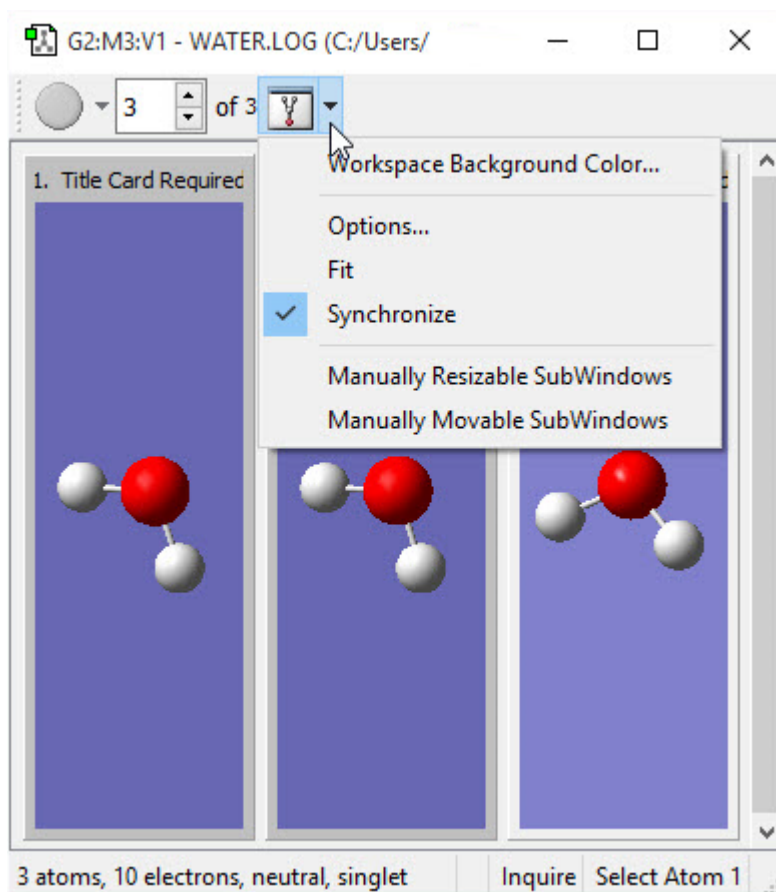 G2:M3:V1 - WATER.LOG (C:/Users/
3 of 3
1. Title Card Required
Workspace Background Color...
Options...
Fit
Synchronize
Manually Resizable SubWindows
Manually Movable SubWindows
3 atoms, 10 electrons, neutral, singlet Inquire Select Atom 1